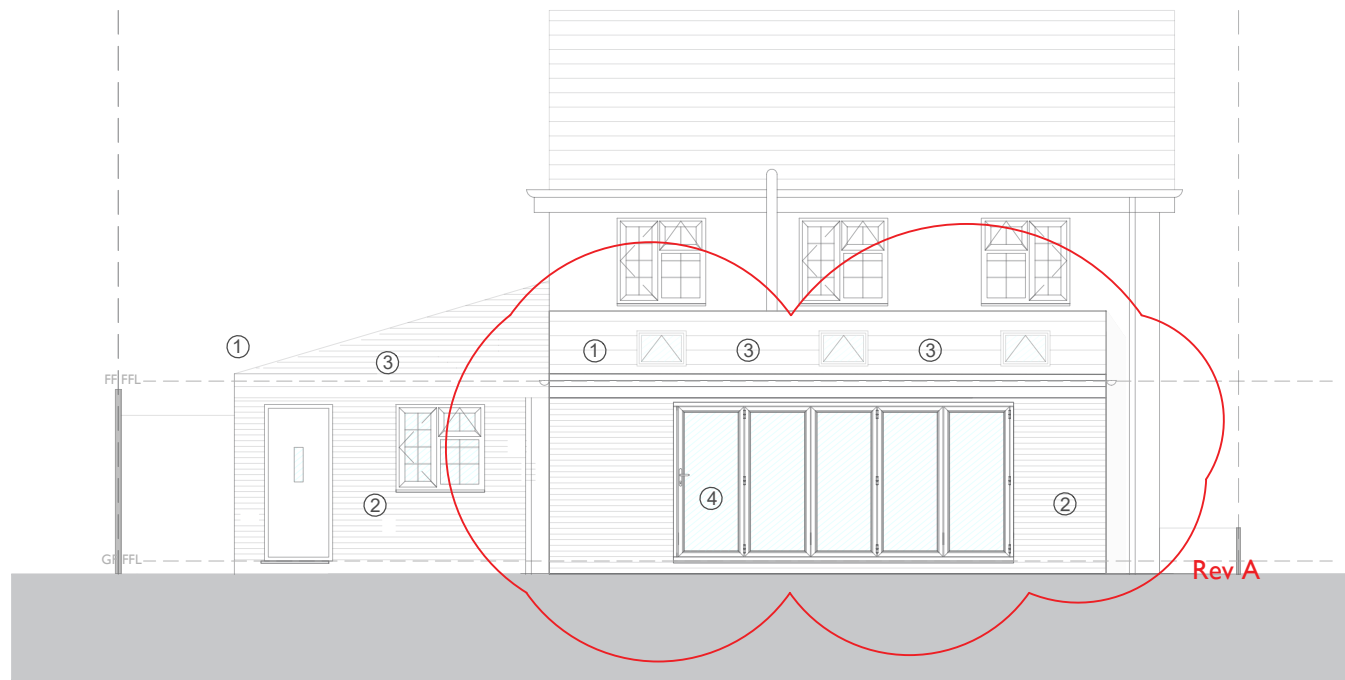 ①
① ③ ③
③
FF FFL
④
② ②
GF FFL
Rev A